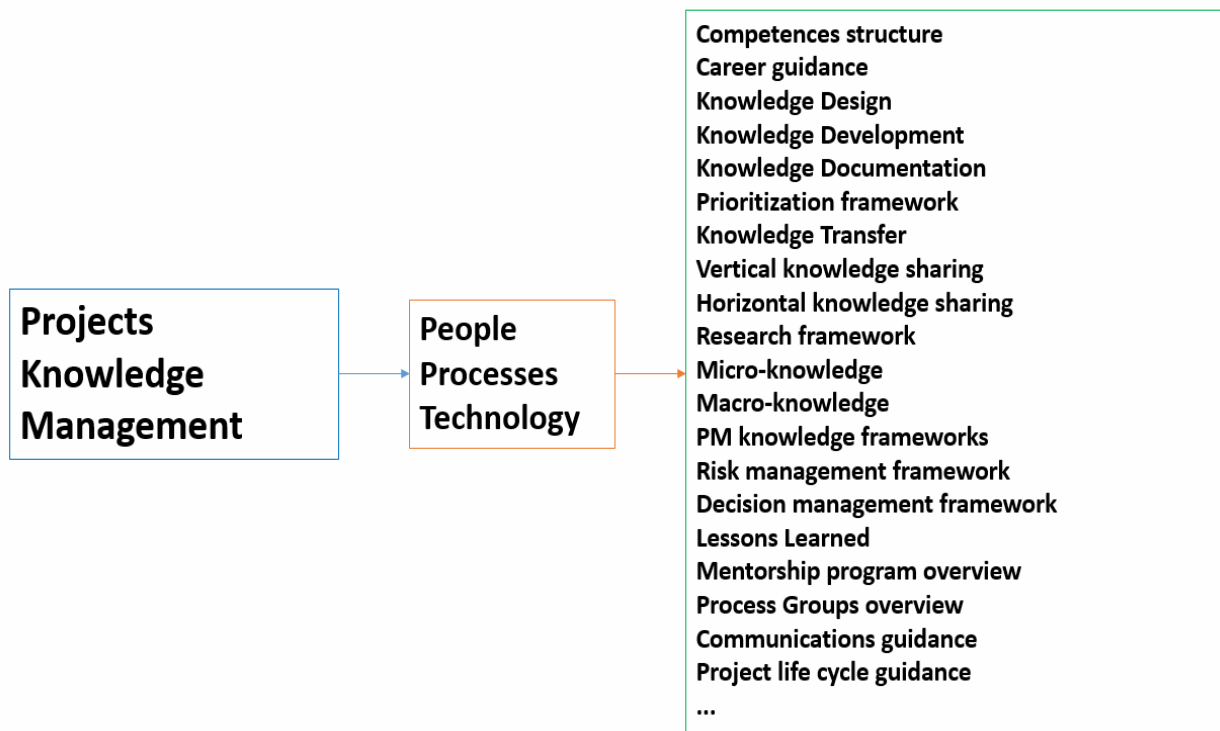 Projects
Knowledge
Management
People
Processes
Technology
Competences structure
Career guidance
Knowledge Design
Knowledge Development
Knowledge Documentation
Prioritization framework
Knowledge Transfer
Vertical knowledge sharing
Horizontal knowledge sharing
Research framework
Micro-knowledge
Macro-knowledge
PM knowledge frameworks
Risk management framework
Decision management framework
Lessons Learned
Mentorship program overview
Process Groups overview
Communications guidance
Project life cycle guidance
...